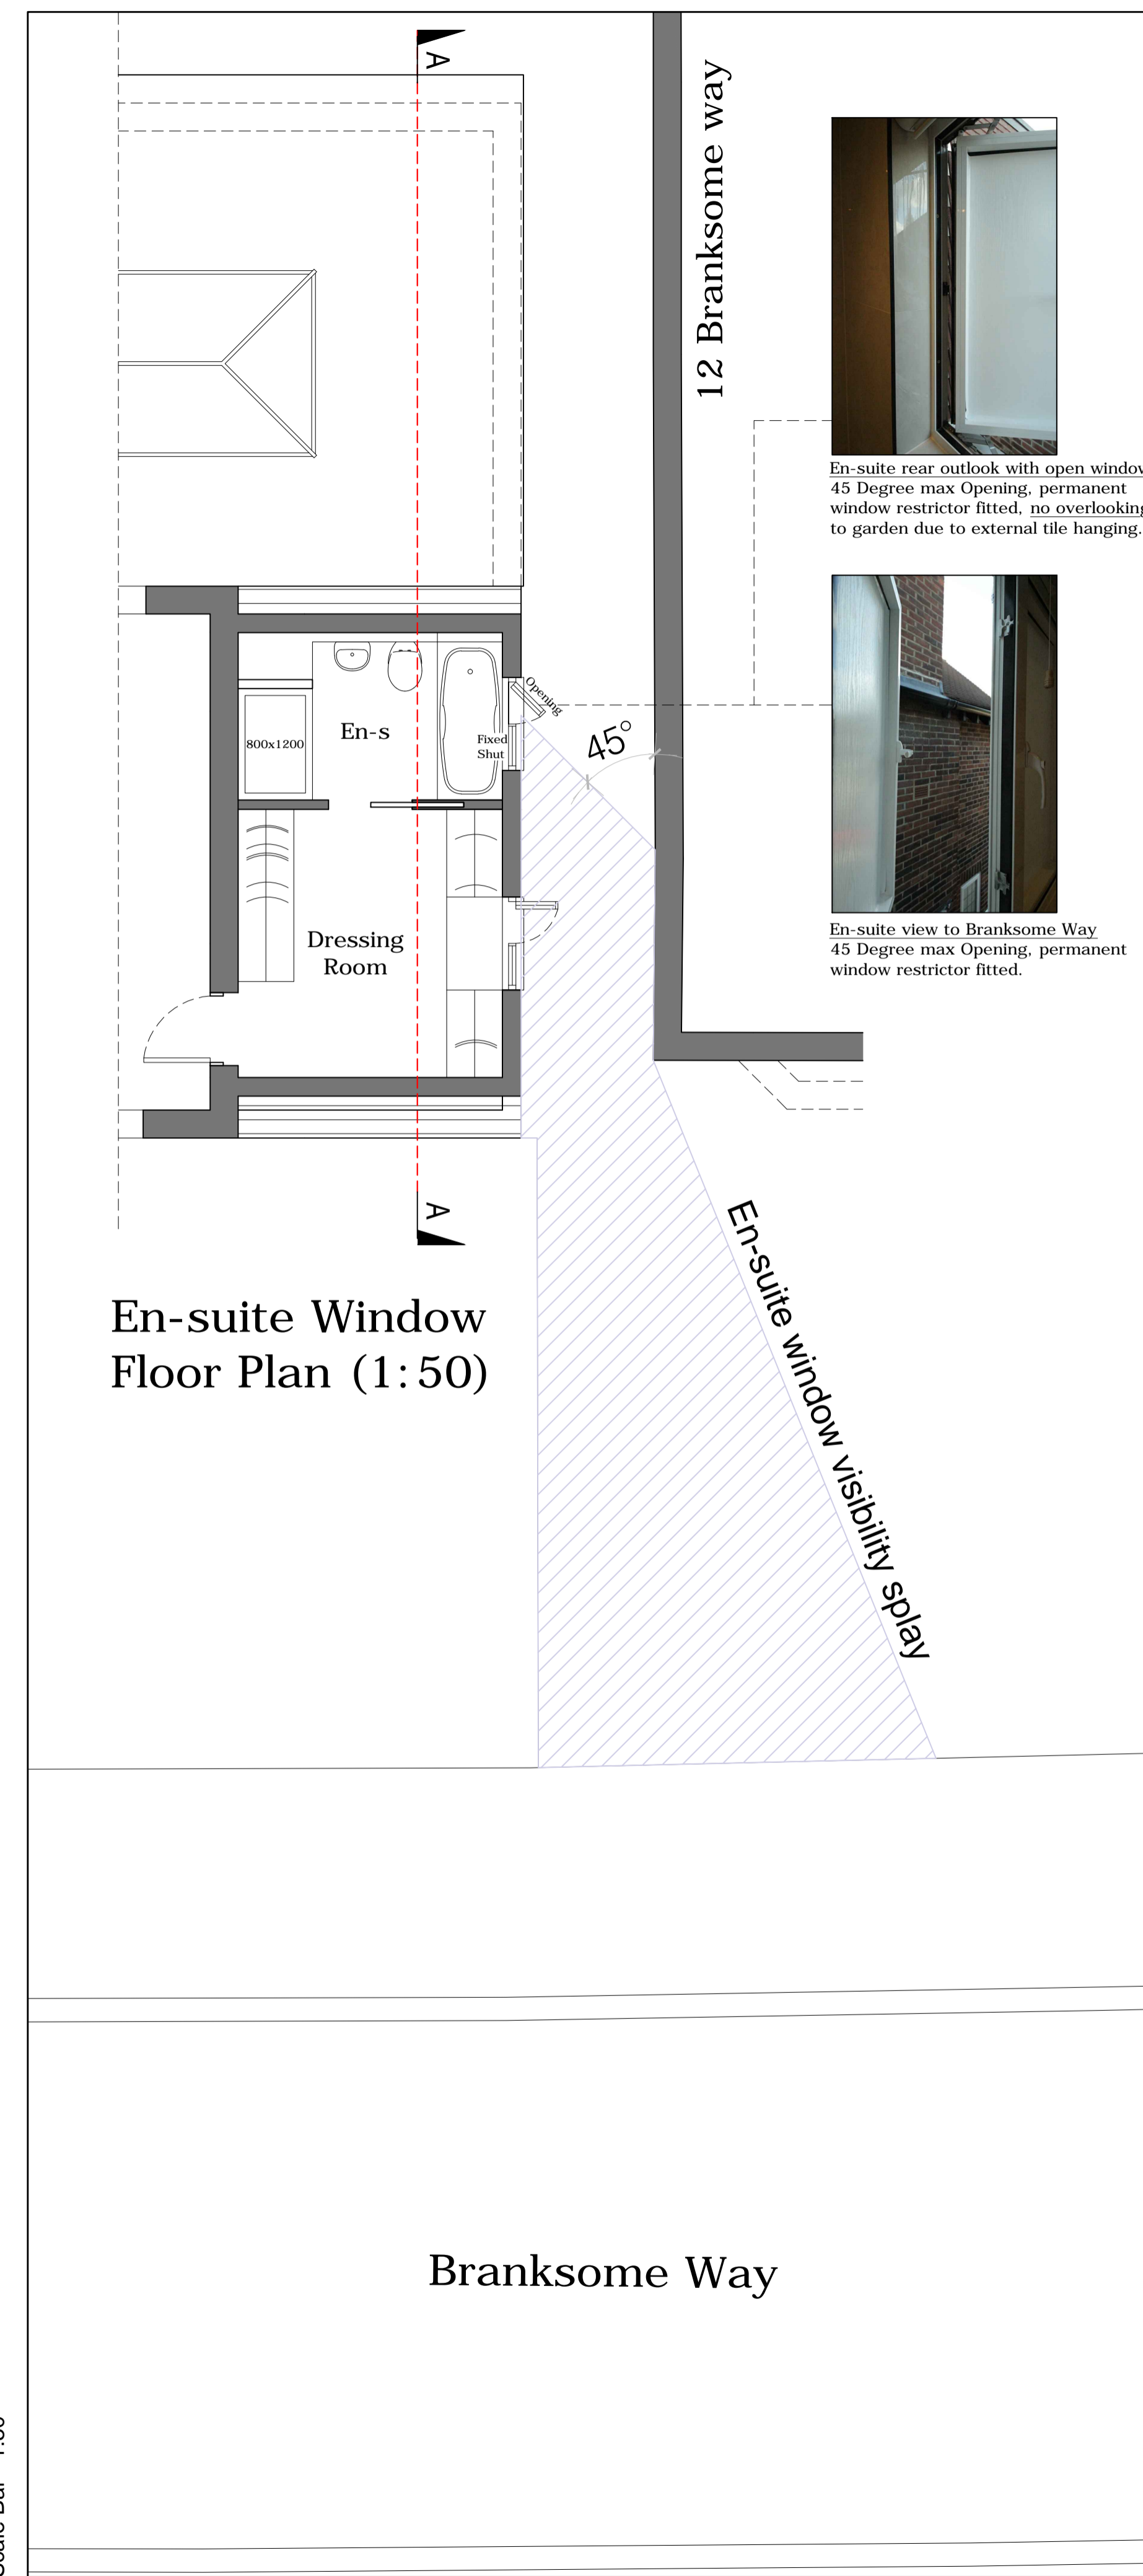 A
12 Branksome way
En-suite rear outlook with open window
45 Degree max Opening, permanent
window restrictor fitted, no overlooking
to garden due to external tile hanging.
Opening
En-s
Fixed
Shut
800x1200
45°
Dressing
Room
En-suite view to Branksome Way
45 Degree max Opening, permanent
window restrictor fitted.
A
En-suite window visibility splay
En-suite Window
Floor Plan (1:50)
Branksome Way